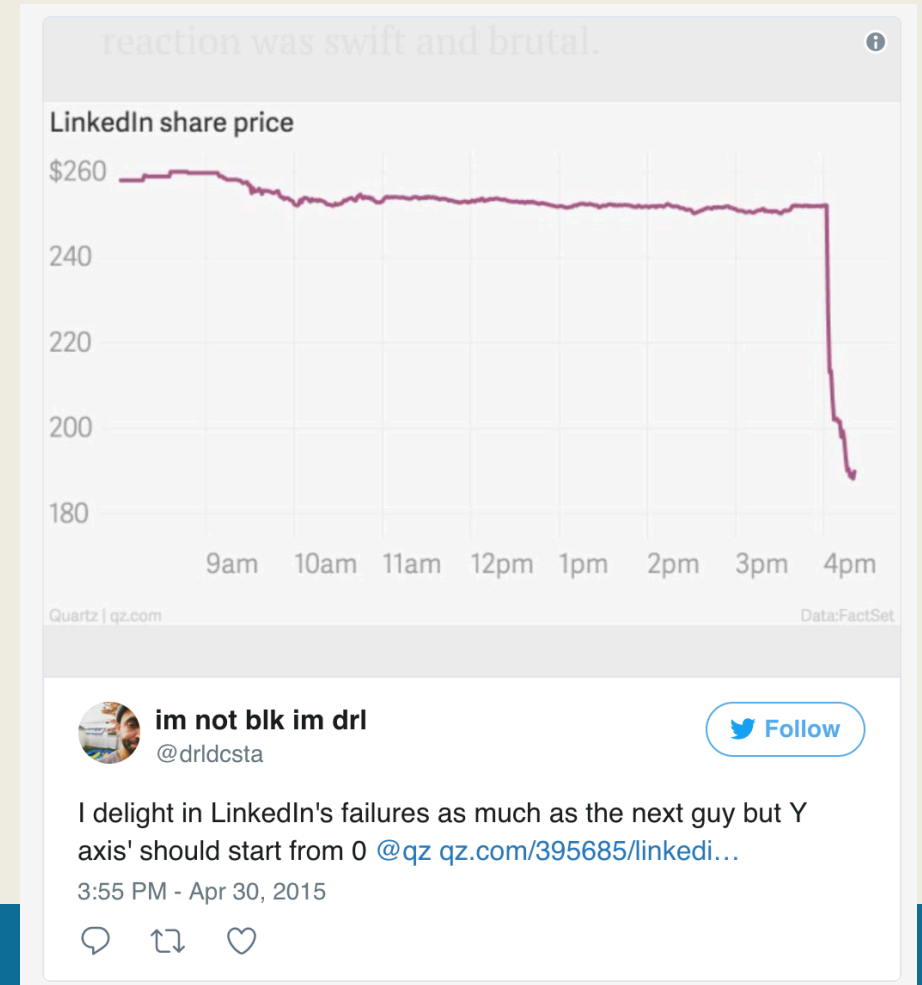 reaction was swift and brutal.
LinkedIn share price
$260
240
220
200
180
9am 10am 11am 12pm 1pm 2pm 3pm 4pm
Quartz | qz.com Data:FactSet
im not blk im drl
@drldcsta
Follow
I delight in LinkedIn's failures as much as the next guy but Y
axis' should start from 0 @qz qz.com/395685/linkedi…
3:55 PM - Apr 30, 2015